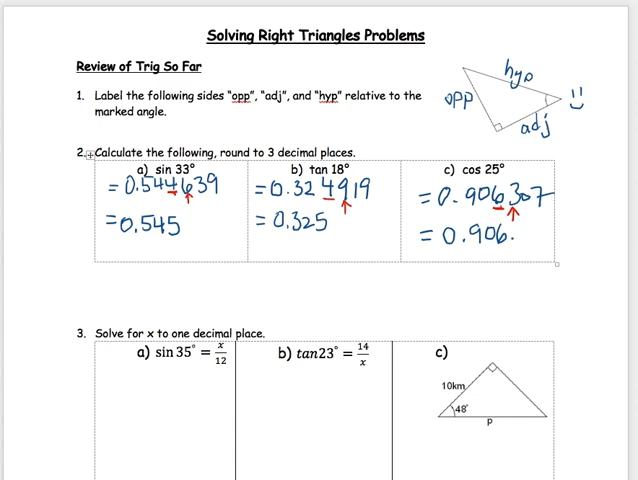 Solving Right Triangles Problems
Review of Trig So Far
1. Label the following sides "opp", "adj", and "hyp" relative to the
marked angle.
hyp
opp
adj
2. Calculate the following, round to 3 decimal places.
a) sin 33° b) tan 18° c) cos 25°
= 0.544639 = 0.324919 = 0.906307
= 0.545 = 0.325 = 0.906.
3. Solve for x to one decimal place.
a) sin 35° = x/12 b) tan23° = 14/x c)
10km
48°
p